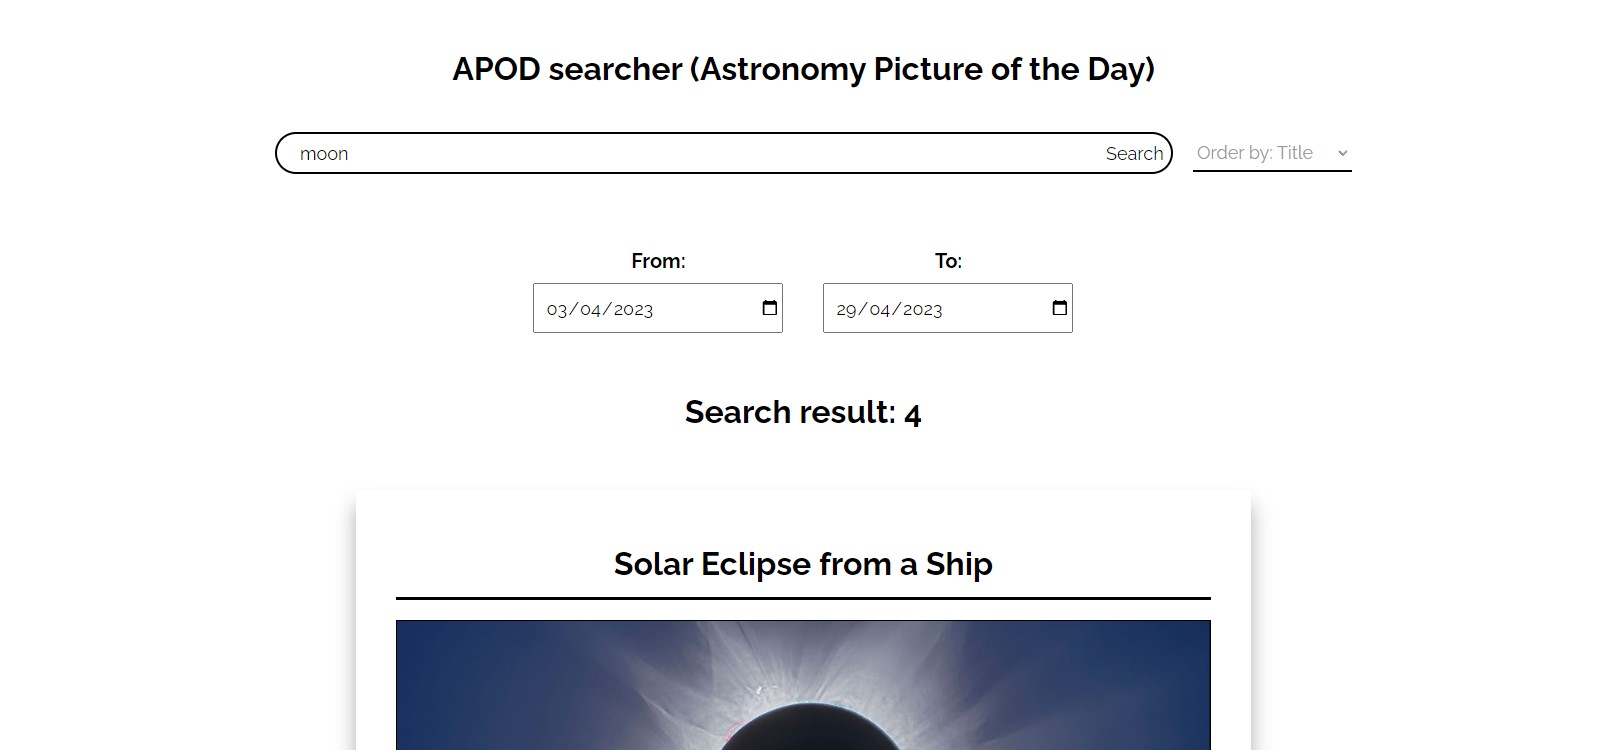 APOD searcher (Astronomy Picture of the Day)
moon Search Order by: Title
From: To:
03/04/2023 29/04/2023
Search result: 4
Solar Eclipse from a Ship